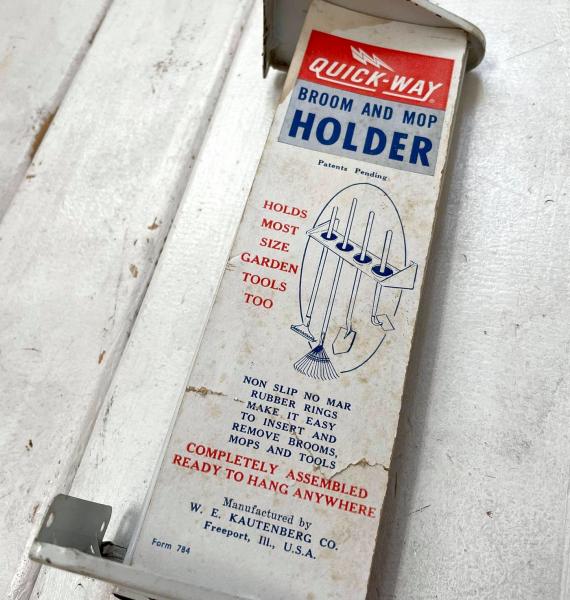 QUICK-WAY
BROOM AND MOP
HOLDER
Patents Pending
HOLDS
MOST
SIZE
GARDEN
TOOLS
TOO
NON SLIP NO MAR
RUBBER RINGS
MAKE IT EASY
TO INSERT AND
REMOVE BROOMS,
MOPS AND TOOLS
COMPLETELY ASSEMBLED
READY TO HANG ANYWHERE
Manufactured by
W. E. KAUTENBERG CO.
Freeport, Ill., U.S.A.
Form 784